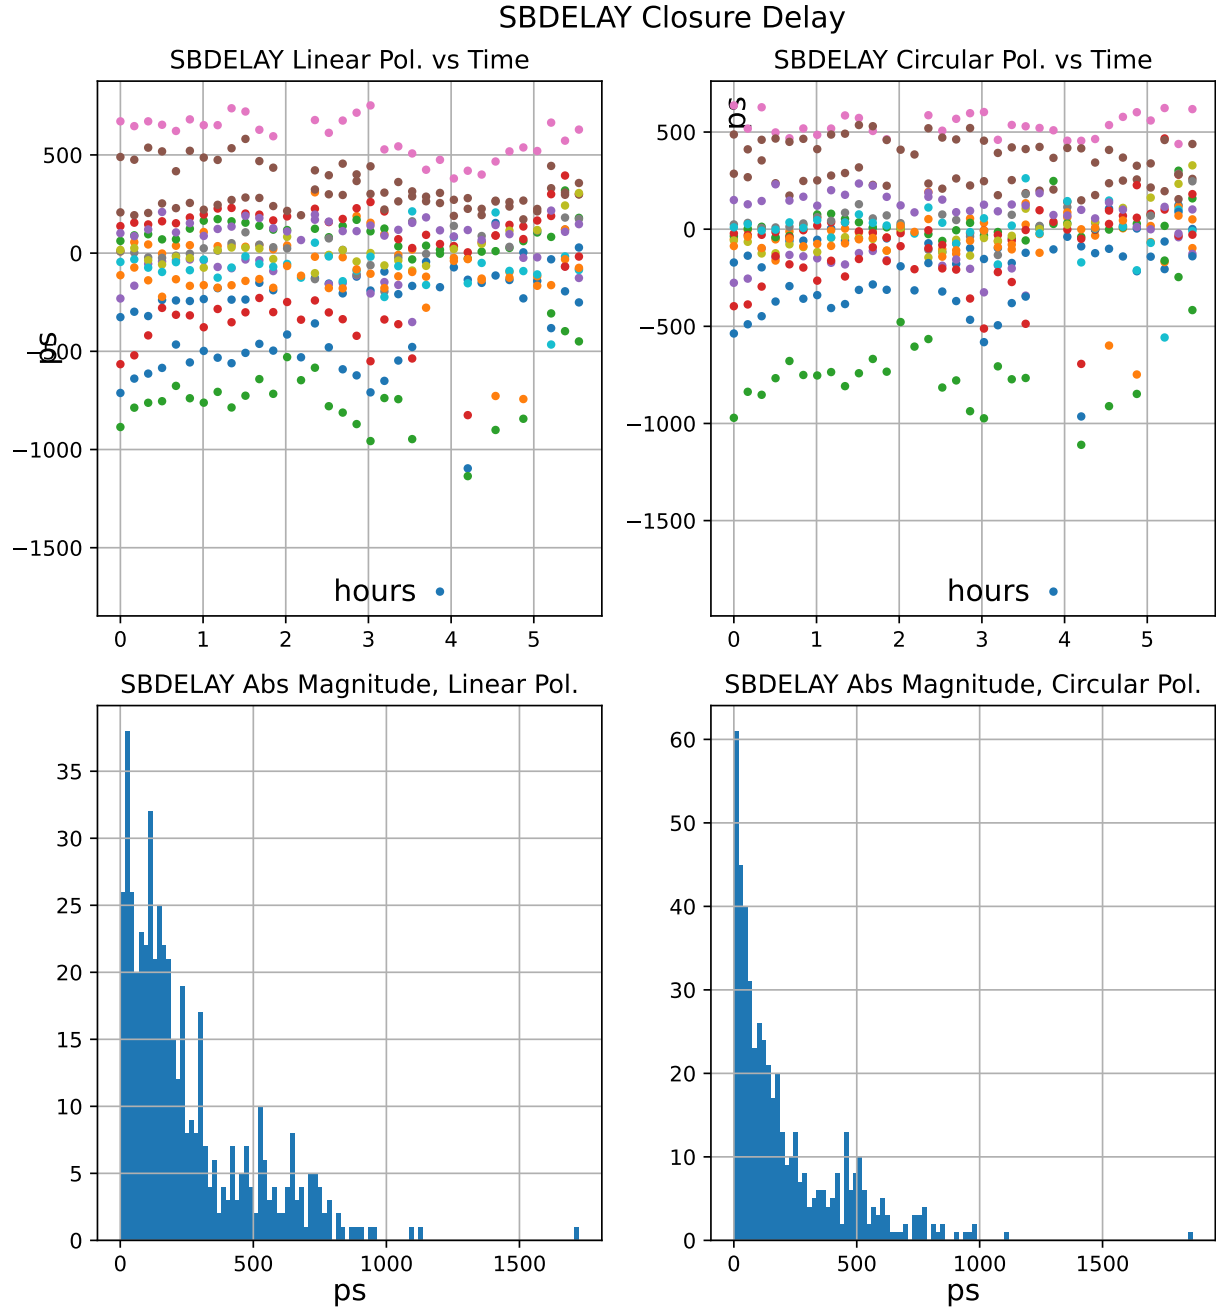 SBDELAY Closure Delay
SBDELAY Linear Pol. vs Time
SBDELAY Circular Pol. vs Time
ps
500
0
−500
−1000
−1500
hours
0 1 2 3 4 5
ps
500
0
−500
−1000
−1500
hours
0 1 2 3 4 5
SBDELAY Abs Magnitude, Linear Pol.
35
30
25
20
15
10
5
0
0 500 1000 1500
ps
SBDELAY Abs Magnitude, Circular Pol.
60
50
40
30
20
10
0
0 500 1000 1500
ps